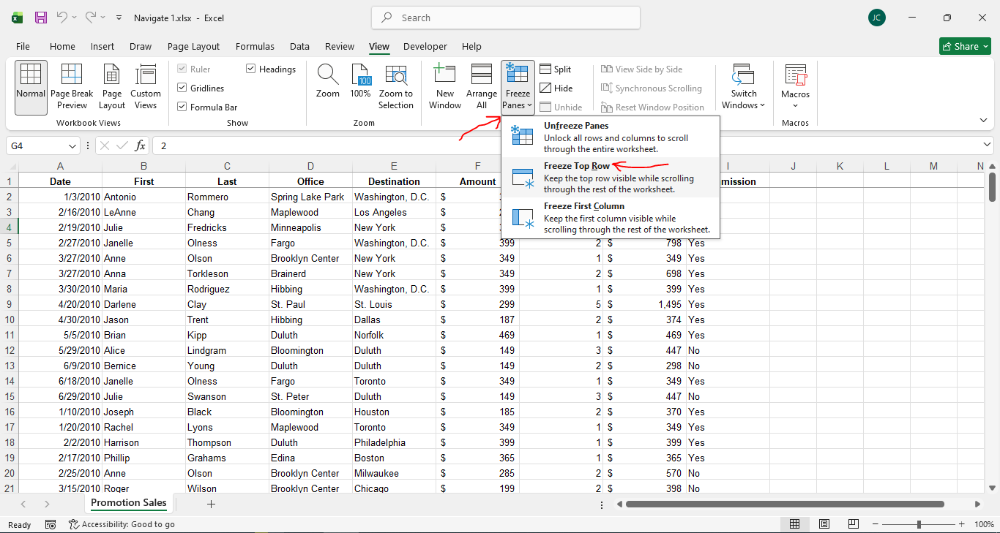 Navigate 1.xlsx - Excel
Search
JC
File Home Insert Draw Page Layout Formulas Data Review View Developer Help
Share
Normal
Page Break Preview
Page Layout
Custom Views
Workbook Views
Ruler
Gridlines
Formula Bar
Headings
Show
Zoom
100
100%
Zoom to Selection
Zoom
New Window
Arrange All
Freeze Panes
Split
Hide
Unhide
View Side by Side
Synchronous Scrolling
Reset Window Position
Switch Windows
Macros
Macros
Unfreeze Panes
Unlock all rows and columns to scroll
through the entire worksheet.
Freeze Top Row
Keep the top row visible while scrolling
through the rest of the worksheet.
Freeze First Column
Keep the first column visible while
scrolling through the rest of the worksheet.
G4 fx 2
A B C D E F I J K L M N
1 Date First Last Office Destination Amount mission
2 1/3/2010 Antonio Rommero Spring Lake Park Washington, D.C. $
3 2/16/2010 LeAnne Chang Maplewood Los Angeles $
4 2/19/2010 Julie Fredricks Minneapolis New York $
5 2/27/2010 Janelle Olness Fargo Washington, D.C. $ 399 2 $ 798 Yes
6 3/27/2010 Anne Olson Brooklyn Center New York $ 349 1 $ 349 Yes
7 3/27/2010 Anna Torkleson Brainerd New York $ 349 2 $ 698 Yes
8 3/30/2010 Maria Rodriguez Hibbing Washington, D.C. $ 399 1 $ 399 Yes
9 4/20/2010 Darlene Clay St. Paul St. Louis $ 299 5 $ 1,495 Yes
10 4/30/2010 Jason Trent Hibbing Dallas $ 187 2 $ 374 Yes
11 5/5/2010 Brian Kipp Duluth Norfolk $ 469 1 $ 469 Yes
12 5/29/2010 Alice Lindgram Bloomington Duluth $ 149 3 $ 447 No
13 6/9/2010 Bernice Young Duluth Duluth $ 149 2 $ 298 No
14 6/18/2010 Janelle Olness Fargo Toronto $ 349 1 $ 349 Yes
15 6/29/2010 Julie Swanson St. Peter Duluth $ 149 3 $ 447 No
16 1/10/2010 Joseph Black Bloomington Houston $ 185 2 $ 370 Yes
17 1/20/2010 Rachel Lyons Maplewood Toronto $ 349 1 $ 349 Yes
18 2/2/2010 Harrison Thompson Duluth Philadelphia $ 399 1 $ 399 Yes
19 2/17/2010 Phillip Grahams Edina Boston $ 365 1 $ 365 Yes
20 2/25/2010 Anne Olson Brooklyn Center Milwaukee $ 285 2 $ 570 No
21 3/15/2010 Roger Wilson Brooklyn Center Chicago $ 199 2 $ 398 No
Promotion Sales
Ready Accessibility: Good to go 100%